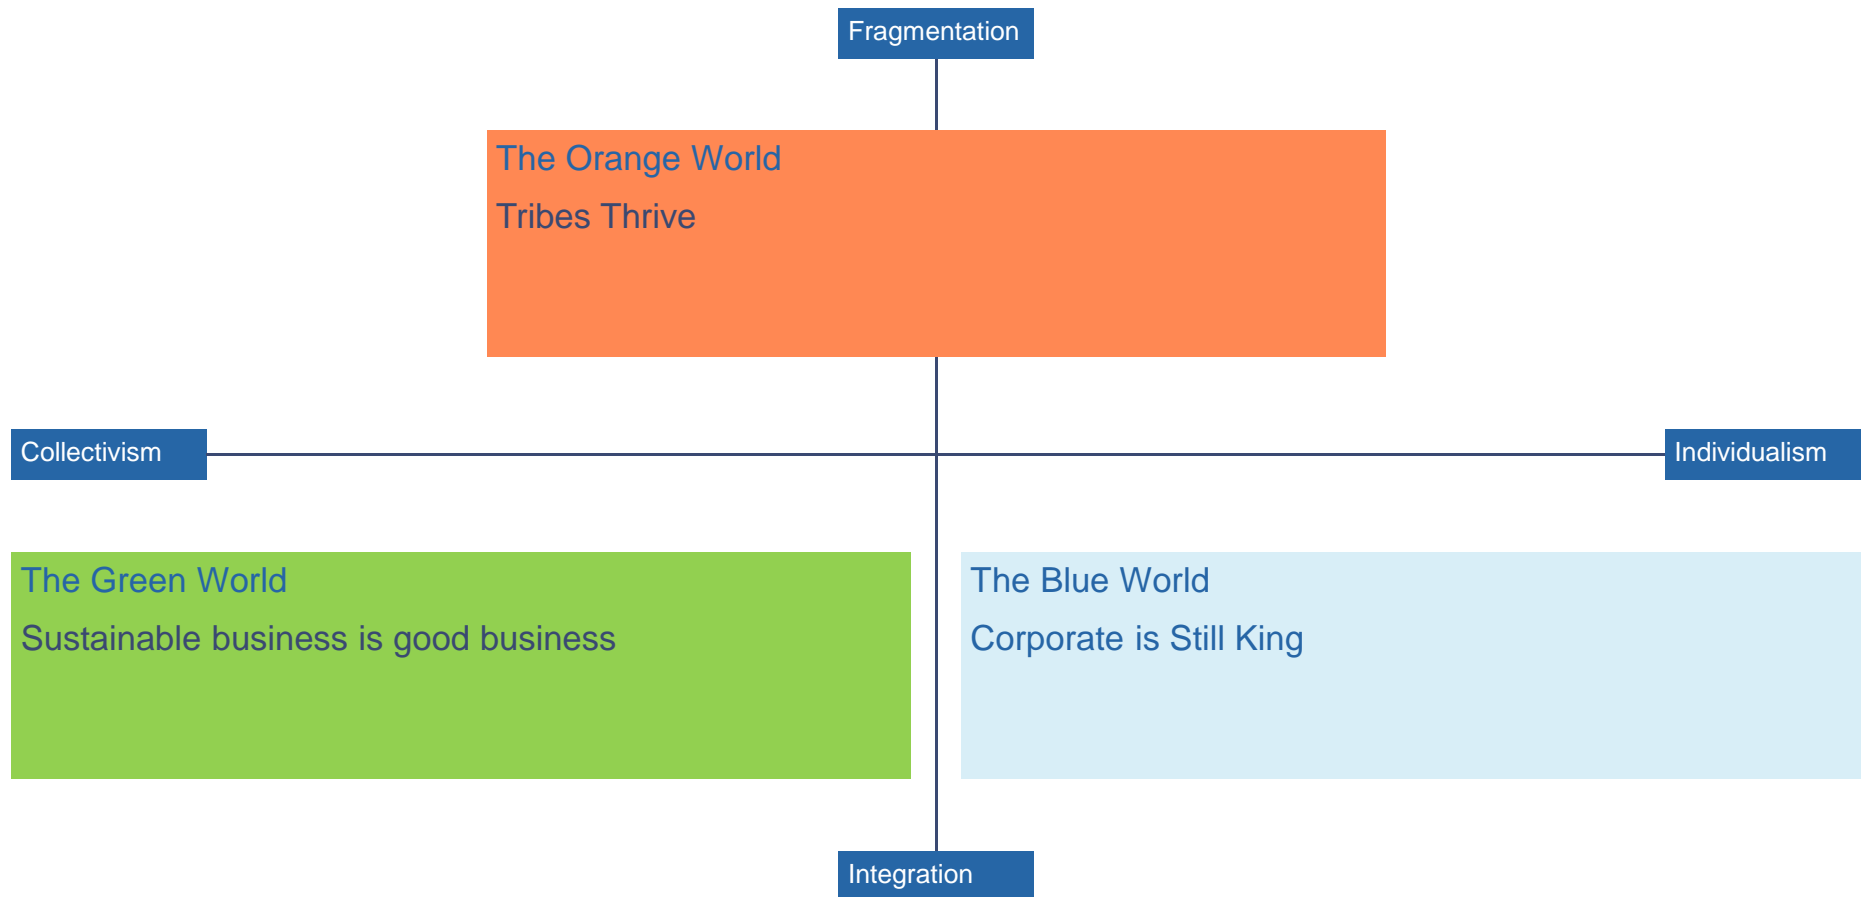 Fragmentation
The Orange World
Tribes Thrive
Collectivism
Individualism
The Green World
Sustainable business is good business
The Blue World
Corporate is Still King
Integration